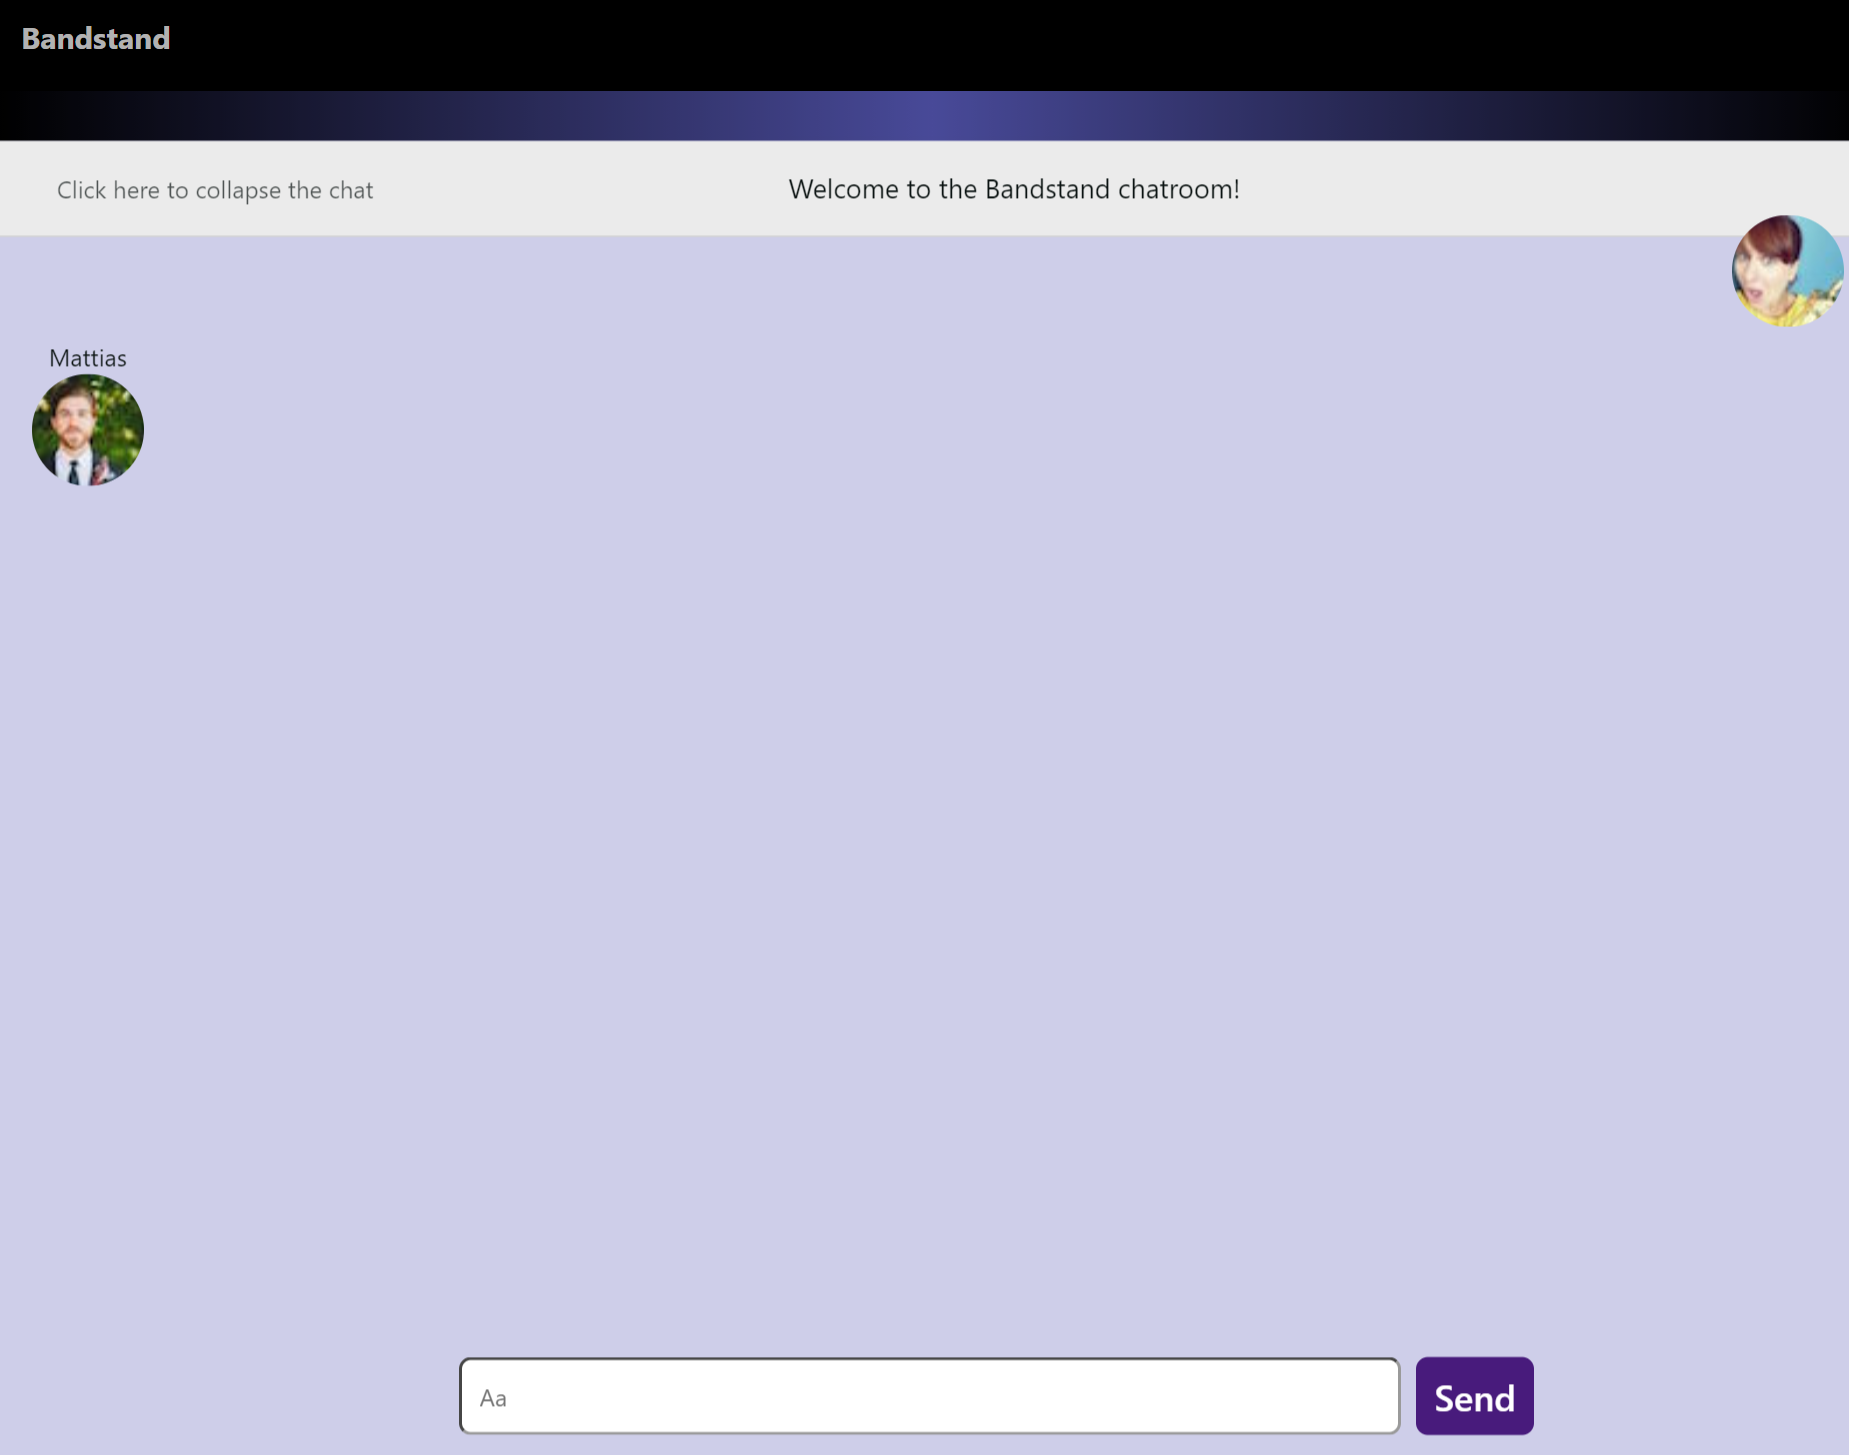 Bandstand
Click here to collapse the chat
Welcome to the Bandstand chatroom!
Mattias
Aa
Send